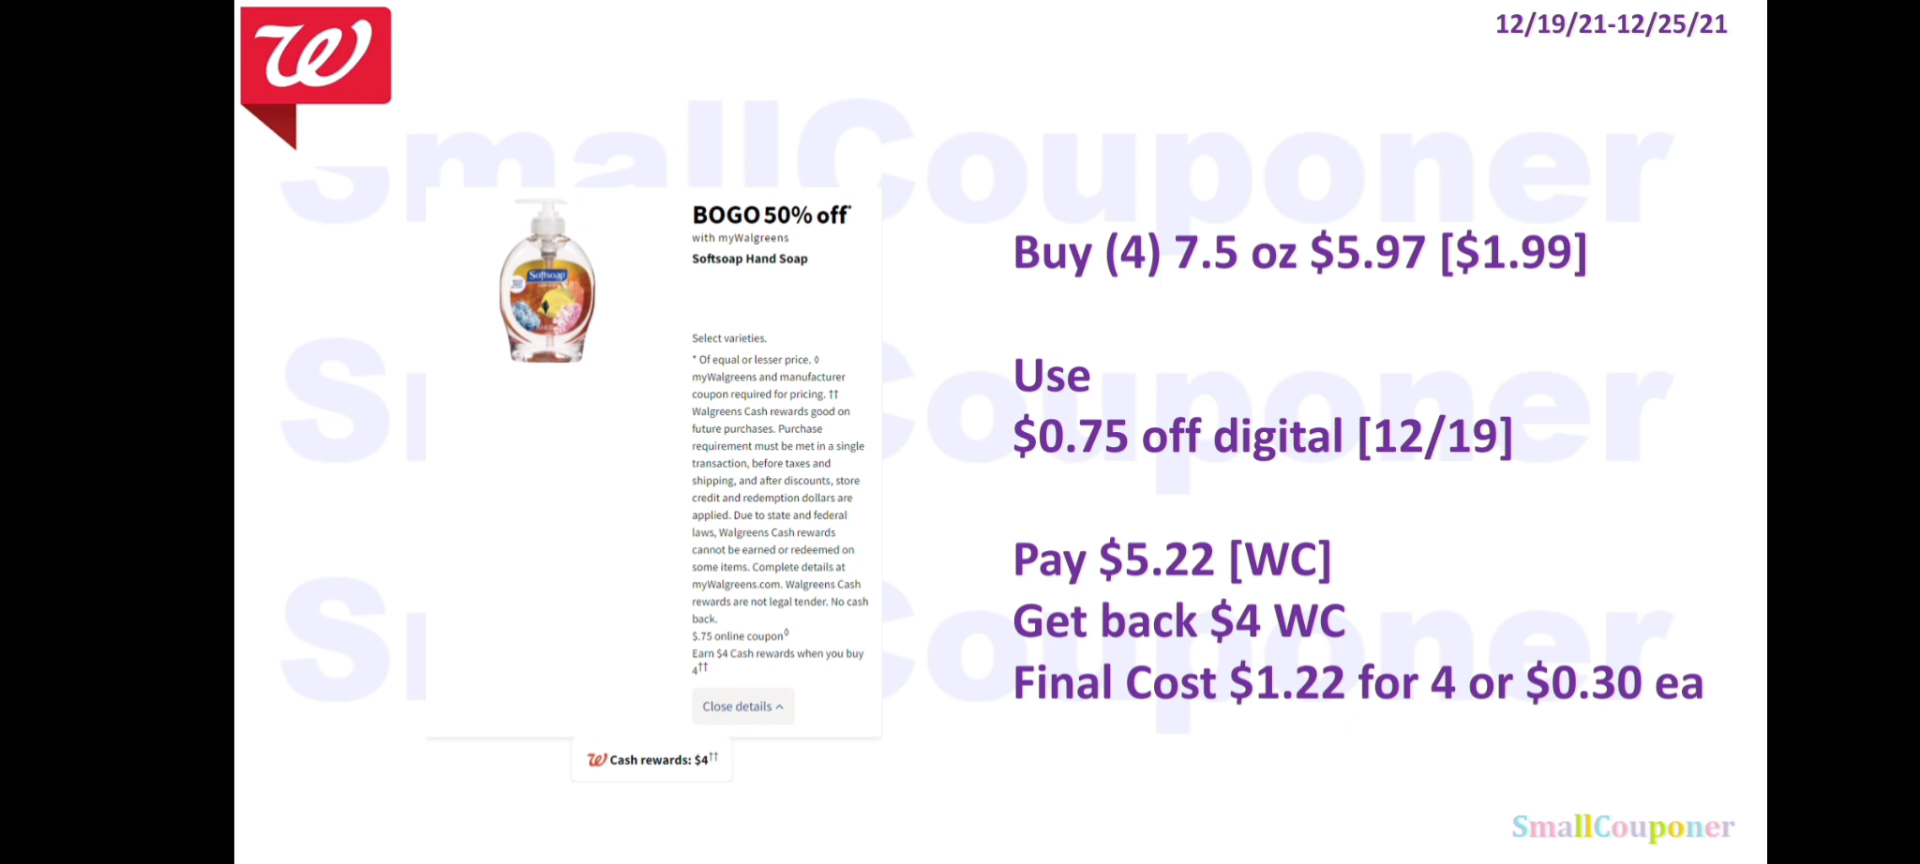 12/19/21-12/25/21
SmallCouponer
BOGO 50% off*
with myWalgreens
Softsoap Hand Soap
Softsoap
Select varieties.
* Of equal or lesser price. ◊
myWalgreens and manufacturer
coupon required for pricing. ††
Walgreens Cash rewards good on
future purchases. Purchase
requirement must be met in a single
transaction, before taxes and
shipping, and after discounts, store
credit and redemption dollars are
applied. Due to state and federal
laws, Walgreens Cash rewards
cannot be earned or redeemed on
some items. Complete details at
myWalgreens.com. Walgreens Cash
rewards are not legal tender. No cash
back.
$.75 online coupon◊
Earn $4 Cash rewards when you buy
4††
Close details
W Cash rewards: $4††
Buy (4) 7.5 oz $5.97 [$1.99]
Use
$0.75 off digital [12/19]
Pay $5.22 [WC]
Get back $4 WC
Final Cost $1.22 for 4 or $0.30 ea
SmallCouponer